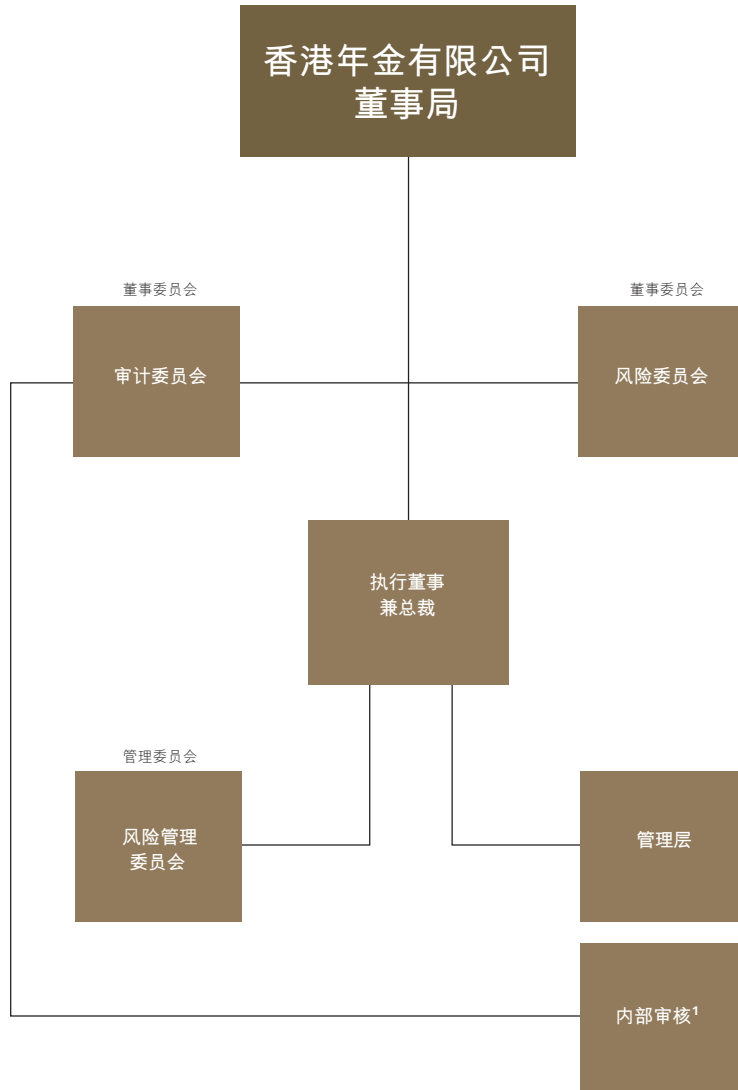 香港年金有限公司
董事局
董事委员会
董事委员会
审计委员会
风险委员会
执行董事
兼总裁
管理委员会
风险管理
委员会
管理层
内部审核¹